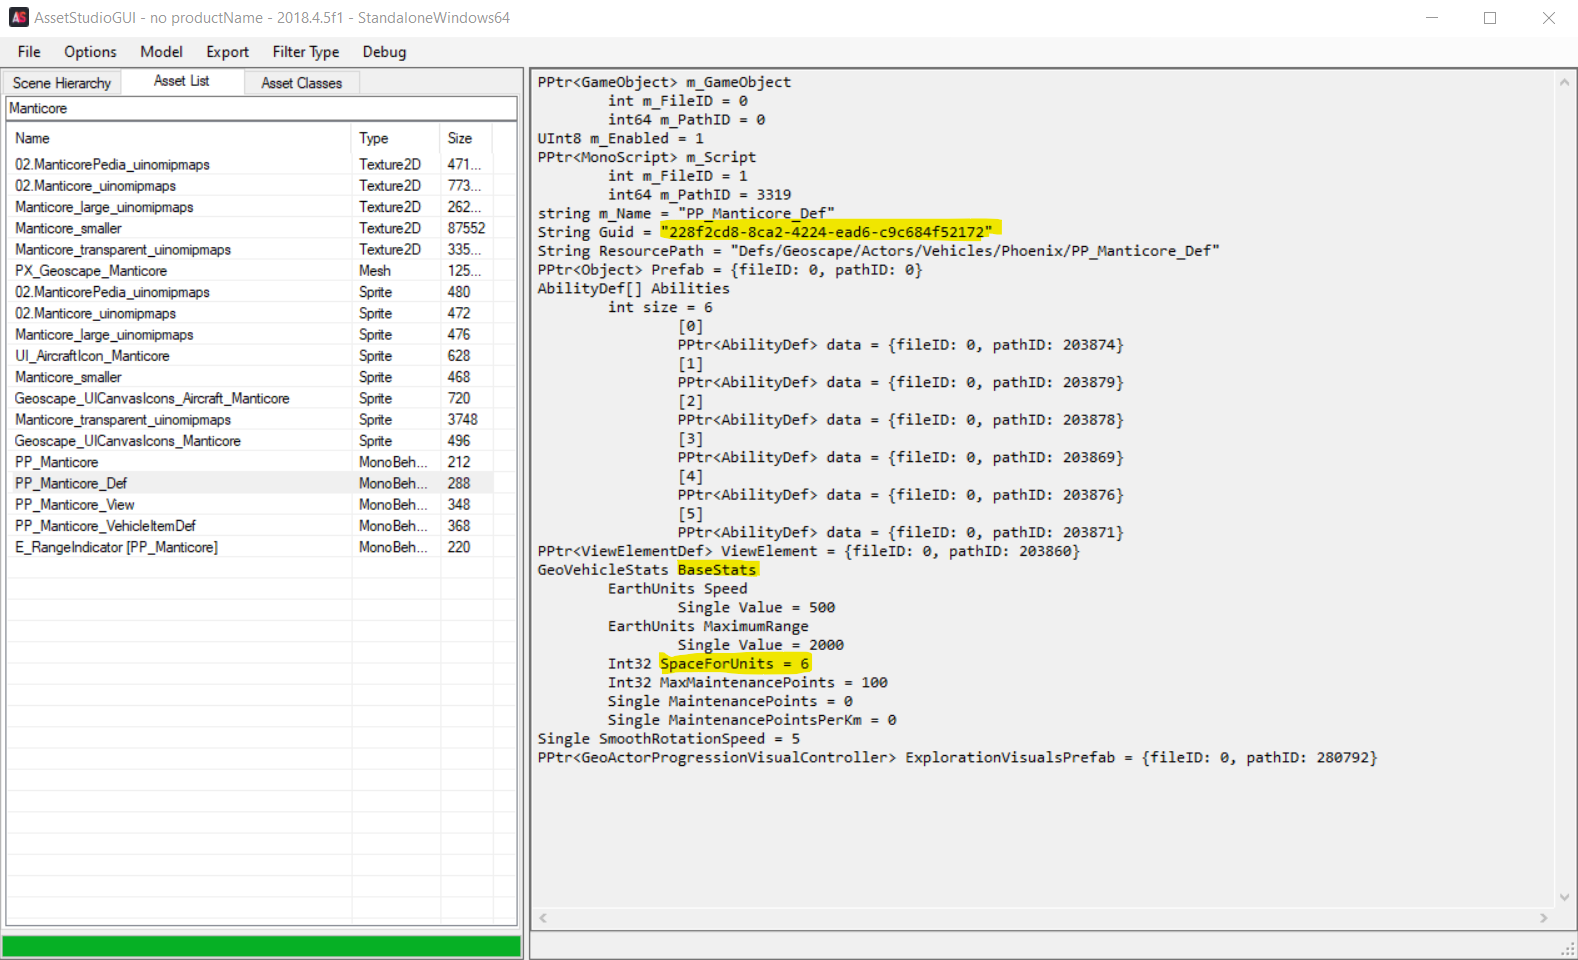 AssetStudioGUI - no productName - 2018.4.5f1 - StandaloneWindows64
File Options Model Export Filter Type Debug
Scene Hierarchy Asset List Asset Classes
Manticore
Name Type Size
02.ManticorePedia_uinomipmaps Texture2D 471...
02.Manticore_uinomipmaps Texture2D 773...
Manticore_large_uinomipmaps Texture2D 262...
Manticore_smaller Texture2D 87552
Manticore_transparent_uinomipmaps Texture2D 335...
PX_Geoscape_Manticore Mesh 125...
02.ManticorePedia_uinomipmaps Sprite 480
02.Manticore_uinomipmaps Sprite 472
Manticore_large_uinomipmaps Sprite 476
UI_AircraftIcon_Manticore Sprite 628
Manticore_smaller Sprite 468
Geoscape_UICanvasIcons_Aircraft_Manticore Sprite 720
Manticore_transparent_uinomipmaps Sprite 3748
Geoscape_UICanvasIcons_Manticore Sprite 496
PP_Manticore MonoBeh... 212
PP_Manticore_Def MonoBeh... 288
PP_Manticore_View MonoBeh... 348
PP_Manticore_VehicleItemDef MonoBeh... 368
E_RangeIndicator [PP_Manticore] MonoBeh... 220
PPtr<GameObject> m_GameObject
int m_FileID = 0
int64 m_PathID = 0
UInt8 m_Enabled = 1
PPtr<MonoScript> m_Script
int m_FileID = 1
int64 m_PathID = 3319
string m_Name = "PP_Manticore_Def"
String Guid = "228f2cd8-8ca2-4224-ead6-c9c684f52172"
String ResourcePath = "Defs/Geoscape/Actors/Vehicles/Phoenix/PP_Manticore_Def"
PPtr<Object> Prefab = {fileID: 0, pathID: 0}
AbilityDef[] Abilities
int size = 6
[0]
PPtr<AbilityDef> data = {fileID: 0, pathID: 203874}
[1]
PPtr<AbilityDef> data = {fileID: 0, pathID: 203879}
[2]
PPtr<AbilityDef> data = {fileID: 0, pathID: 203878}
[3]
PPtr<AbilityDef> data = {fileID: 0, pathID: 203869}
[4]
PPtr<AbilityDef> data = {fileID: 0, pathID: 203876}
[5]
PPtr<AbilityDef> data = {fileID: 0, pathID: 203871}
PPtr<ViewElementDef> ViewElement = {fileID: 0, pathID: 203860}
GeoVehicleStats BaseStats
EarthUnits Speed
Single Value = 500
EarthUnits MaximumRange
Single Value = 2000
Int32 SpaceForUnits = 6
Int32 MaxMaintenancePoints = 100
Single MaintenancePoints = 0
Single MaintenancePointsPerKm = 0
Single SmoothRotationSpeed = 5
PPtr<GeoActorProgressionVisualController> ExplorationVisualsPrefab = {fileID: 0, pathID: 280792}